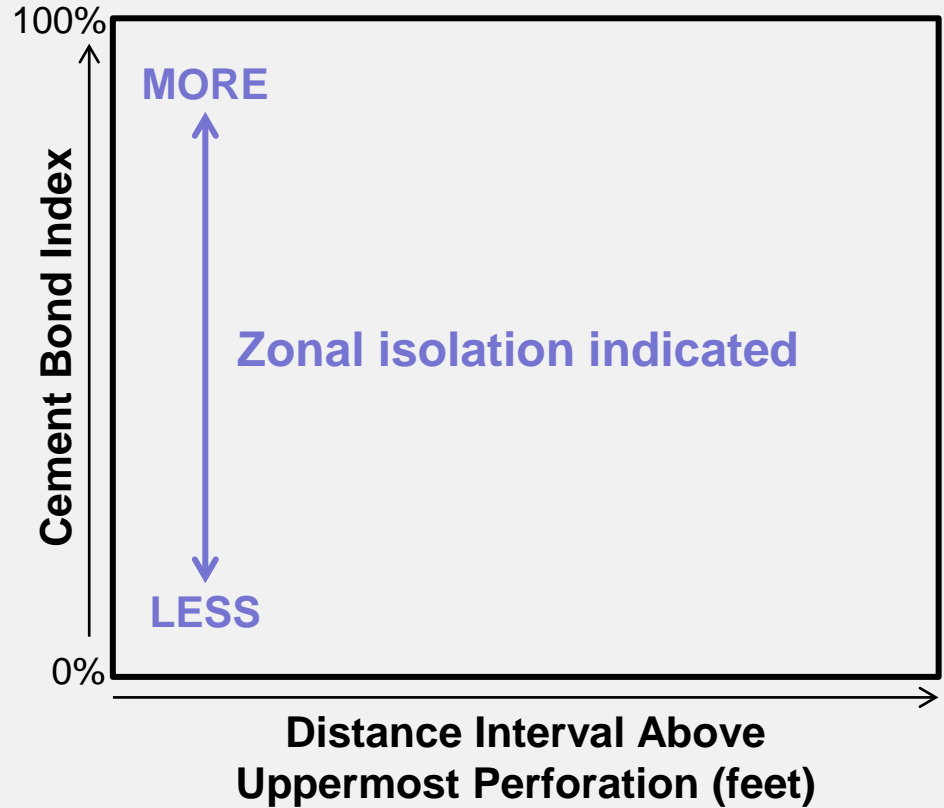 100%
MORE
Cement Bond Index
Zonal isolation indicated
LESS
0%
Distance Interval Above
Uppermost Perforation (feet)